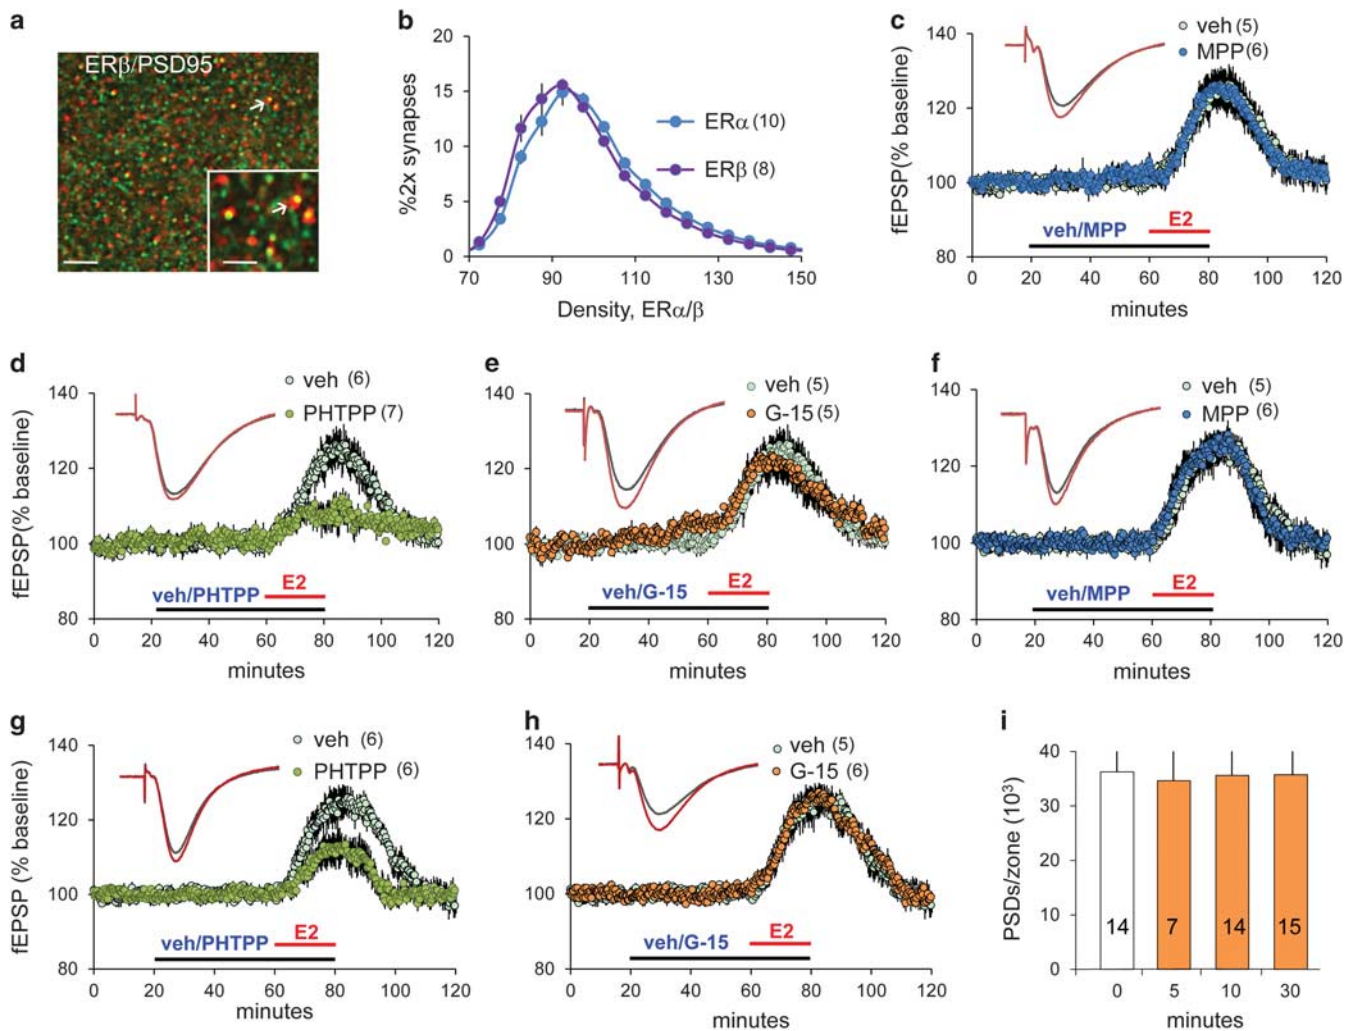 a
ERβ/PSD95
b
20
15
10
5
0
%2x synapses
ERα (10)
ERβ (8)
70 90 110 130 150
Density, ERα/β
c
veh (5)
MPP (6)
140
120
100
80
fEPSP(% baseline)
E2
veh/MPP
0 20 40 60 80 100 120
minutes
d
veh (6)
PHTPP (7)
140
120
100
80
fEPSP(% baseline)
E2
veh/PHTPP
0 20 40 60 80 100 120
minutes
e
veh (5)
G-15 (5)
140
120
100
80
E2
veh/G-15
0 20 40 60 80 100 120
minutes
f
veh (5)
MPP (6)
140
120
100
80
E2
veh/MPP
0 20 40 60 80 100 120
minutes
g
veh (6)
PHTPP (6)
140
120
100
80
fEPSP (% baseline)
E2
veh/PHTPP
0 20 40 60 80 100 120
minutes
h
veh (5)
G-15 (6)
140
120
100
80
E2
veh/G-15
0 20 40 60 80 100 120
minutes
i
40
30
20
10
0
PSDs/zone (10³)
14 7 14 15
0 5 10 30
minutes